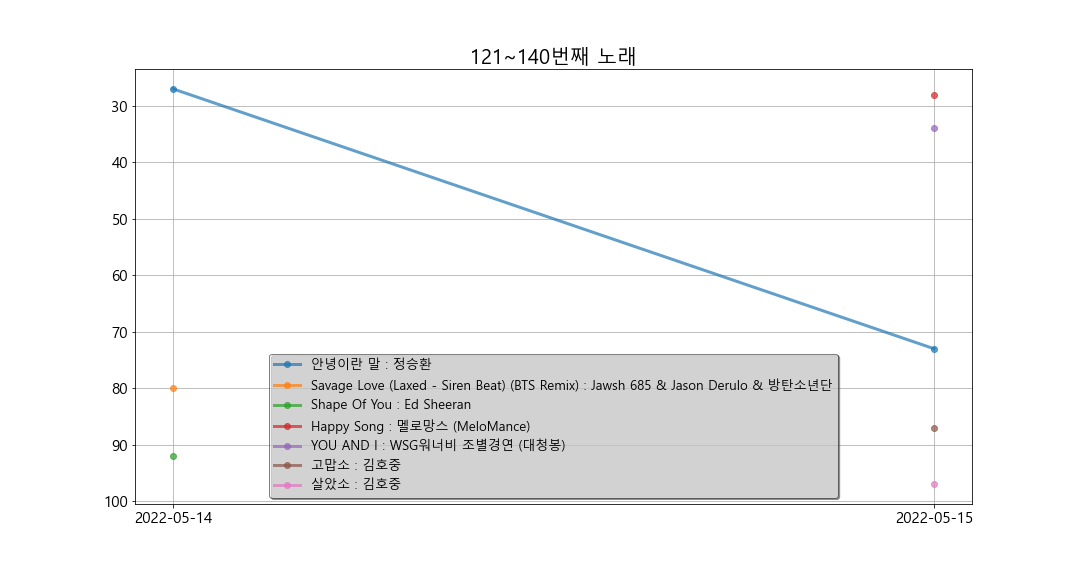 121~140번째 노래
30
40
50
60
70
80
90
100
안녕이란 말 : 정승환
Savage Love (Laxed - Siren Beat) (BTS Remix) : Jawsh 685 & Jason Derulo & 방탄소년단
Shape Of You : Ed Sheeran
Happy Song : 멜로망스 (MeloMance)
YOU AND I : WSG워너비 조별경연 (대청봉)
고맙소 : 김호중
살았소 : 김호중
2022-05-14
2022-05-15